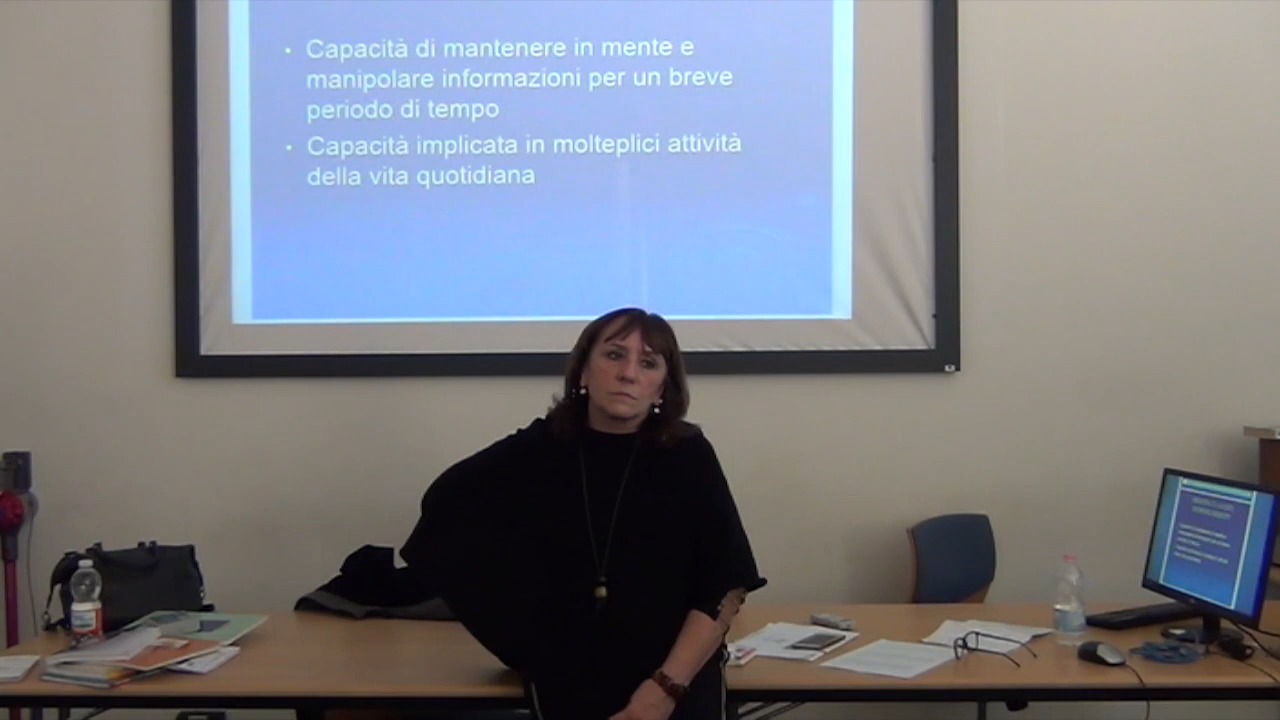 • Capacità di mantenere in mente e
manipolare informazioni per un breve
periodo di tempo
• Capacità implicata in molteplici attività
della vita quotidiana